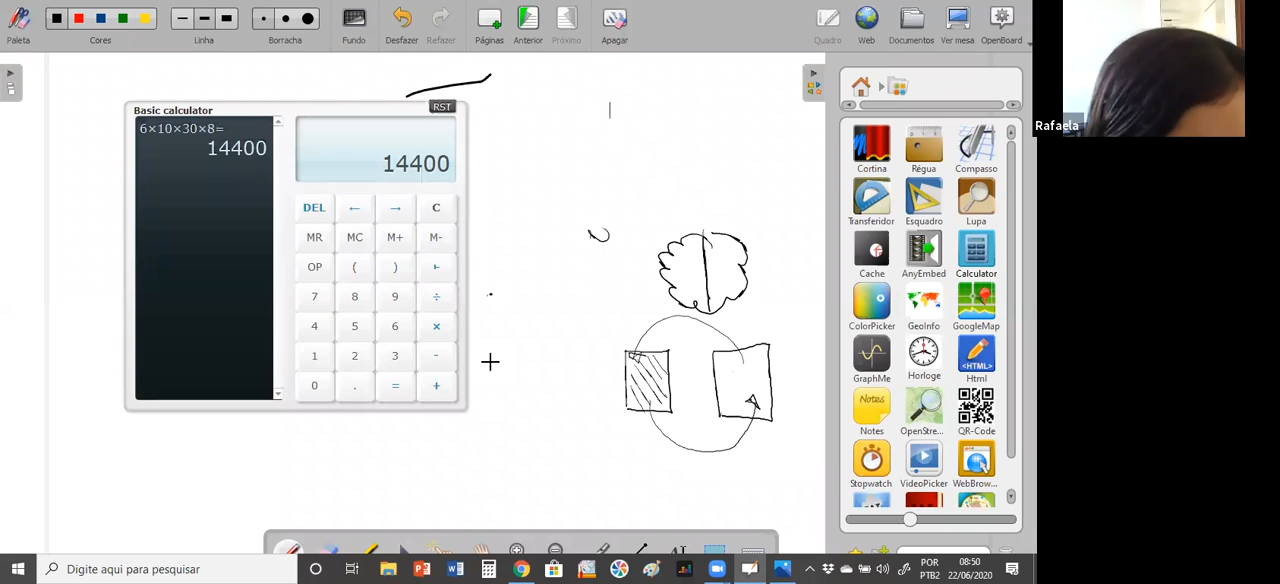 Paleta
Cores
Linha
Borracha
Fundo
Desfazer
Refazer
Páginas
Anterior
Próximo
Apagar
Quadro
Web
Documentos
Ver mesa
OpenBoard
Rafaela
Basic calculator
RST
6×10×30×8=
14400
14400
DEL ← → C
MR MC M+ M-
OP ( )
7 8 9 ÷
4 5 6 ×
1 2 3 -
0 . = +
Cortina
Régua
Compasso
Transferidor
Esquadro
Lupa
Cache
AnyEmbed
Calculator
ColorPicker
GeoInfo
GoogleMap
GraphMe
Horloge
<HTML>
Html
Notes
Notes
OpenStre...
QR-Code
Stopwatch
VideoPicker
WebBrow...
Digite aqui para pesquisar
POR
PTB2
08:50
22/06/2020